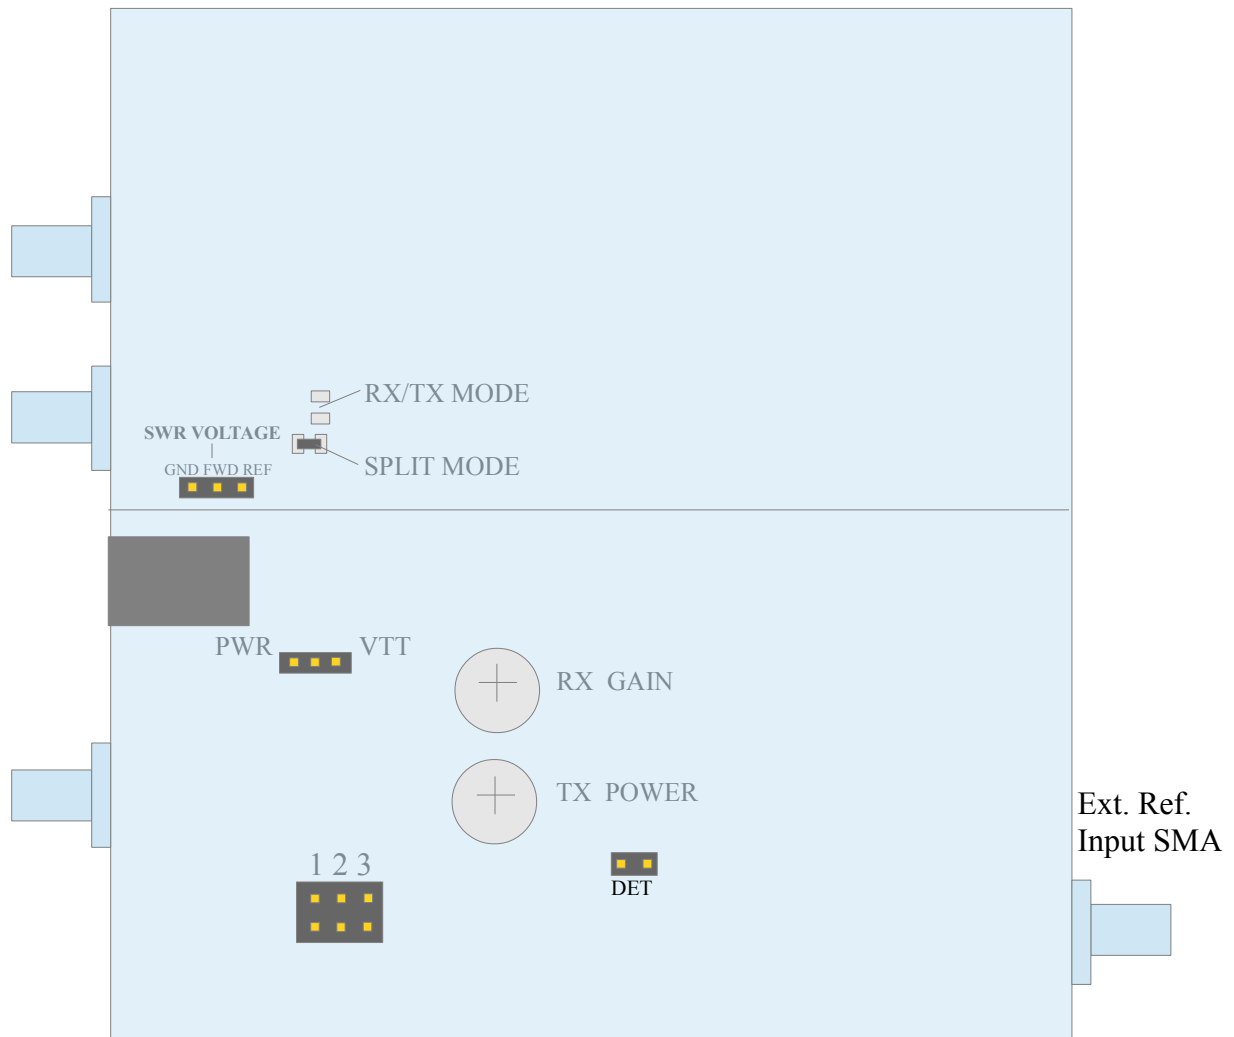 RX/TX MODE
SWR VOLTAGE
SPLIT MODE
GND FWD REF
PWR
VTT
RX GAIN
TX POWER
Ext. Ref.
Input SMA
1 2 3
DET